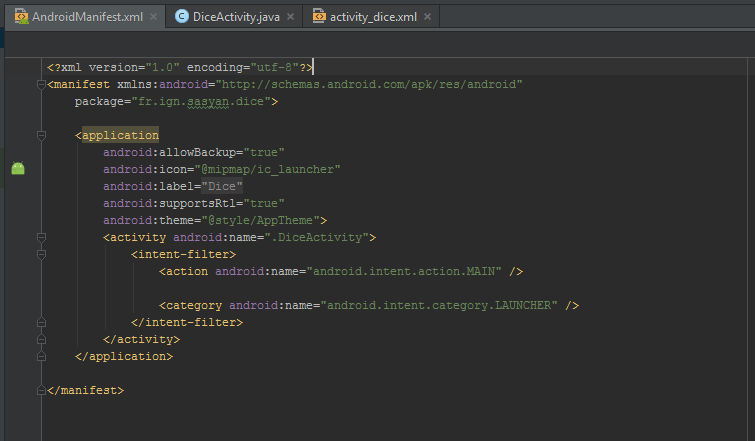 AndroidManifest.xml × DiceActivity.java × activity_dice.xml ×
<?xml version="1.0" encoding="utf-8"?>
<manifest xmlns:android="http://schemas.android.com/apk/res/android"
package="fr.ign.sasyan.dice">
<application
android:allowBackup="true"
android:icon="@mipmap/ic_launcher"
android:label="Dice"
android:supportsRtl="true"
android:theme="@style/AppTheme">
<activity android:name=".DiceActivity">
<intent-filter>
<action android:name="android.intent.action.MAIN" />
<category android:name="android.intent.category.LAUNCHER" />
</intent-filter>
</activity>
</application>
</manifest>